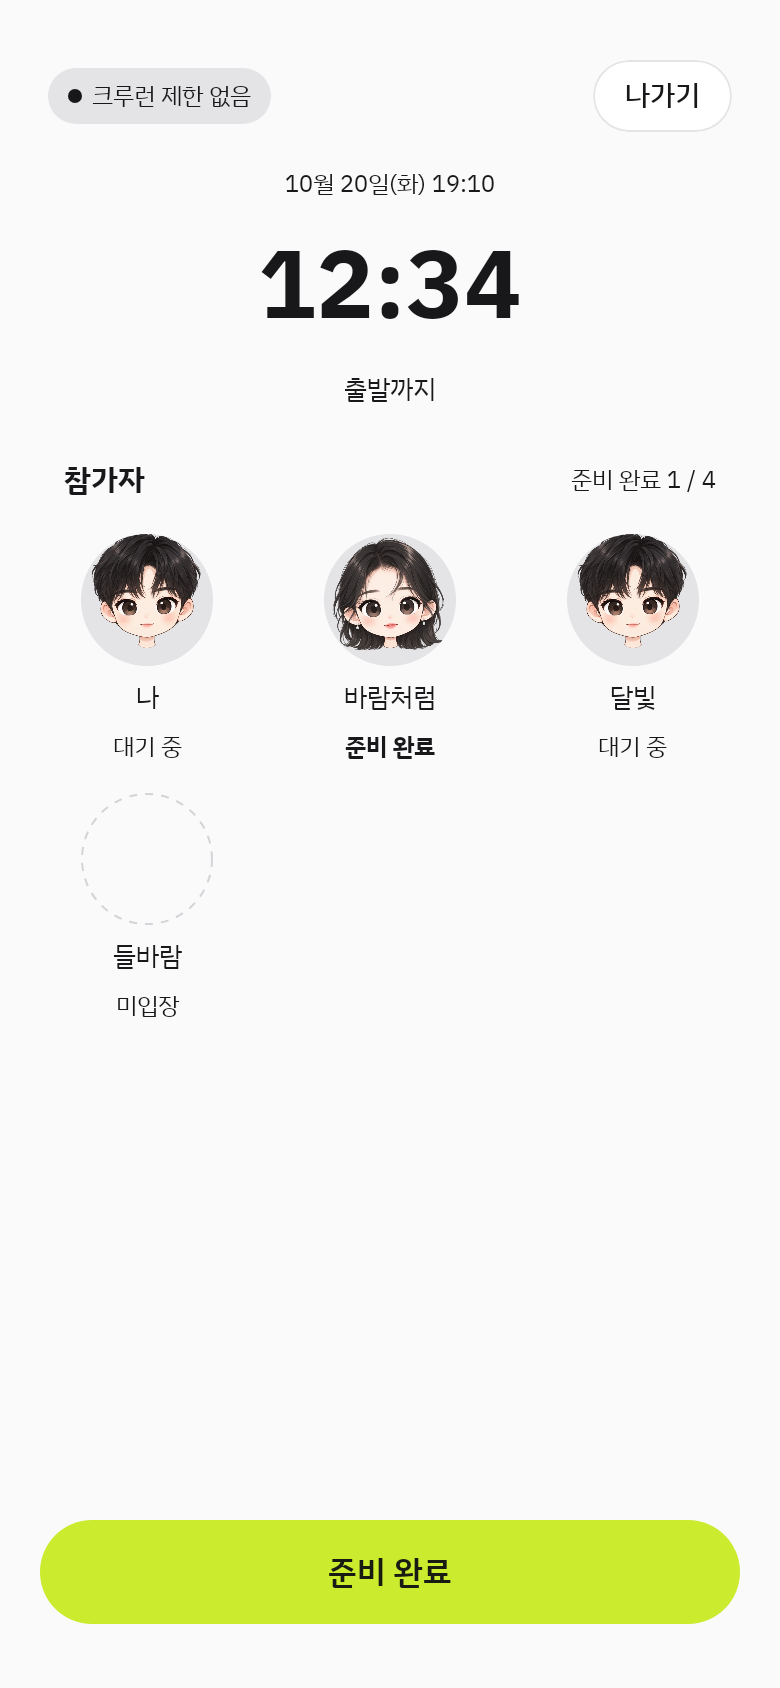 크루런 제한 없음
나가기
10월 20일(화) 19:10
12:34
출발까지
참가자
준비 완료 1 / 4
나
바람처럼
달빛
대기 중
준비 완료
대기 중
들바람
미입장
준비 완료